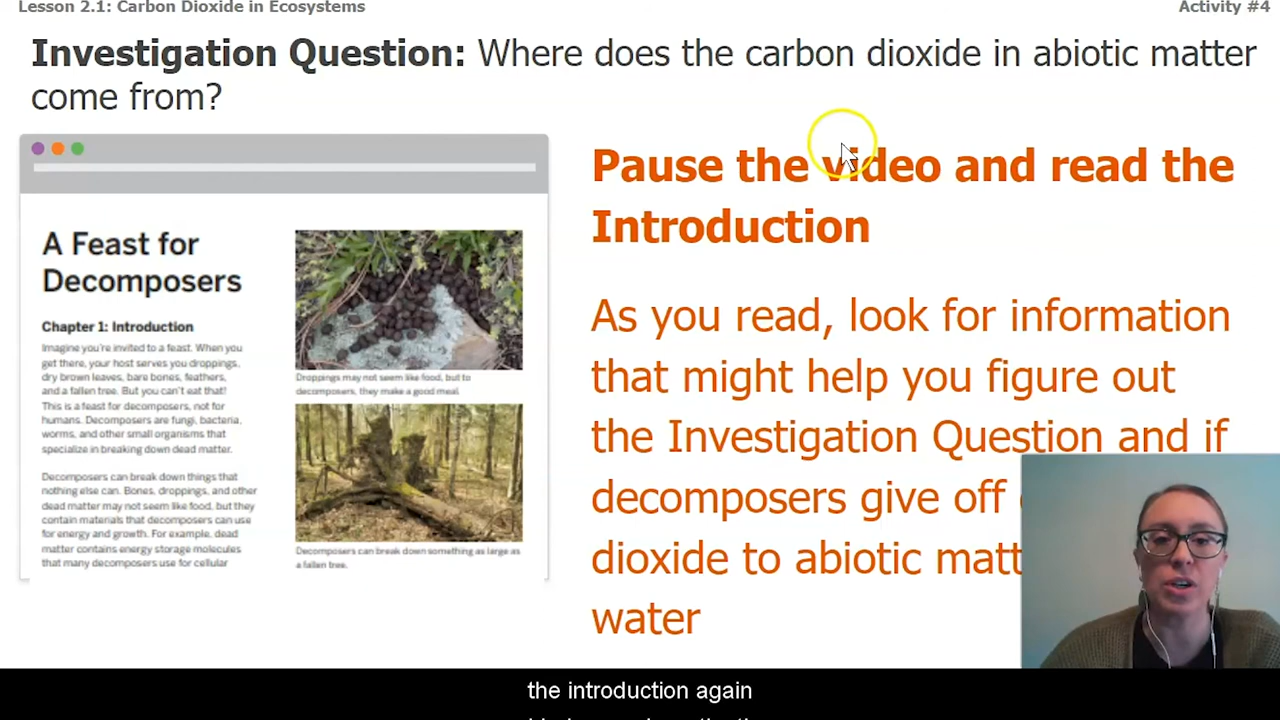 Lesson 2.1: Carbon Dioxide in Ecosystems
Activity #4
Investigation Question: Where does the carbon dioxide in abiotic matter
come from?
Pause the video and read the
Introduction
As you read, look for information
that might help you figure out
the Investigation Question and if
decomposers give off
dioxide to abiotic
water
A Feast for
Decomposers
Chapter 1: Introduction
Imagine you're invited to a feast. When you
get there, your host serves you droppings,
dry brown leaves, bare bones, feathers,
and a fallen tree. But you can't eat that!
This is a feast for decomposers, not for
humans. Decomposers are fungi, bacteria,
worms, and other small organisms that
specialize in breaking down dead matter.
Decomposers can break down things that
nothing else can. Bones, droppings, and other
dead matter may not seem like food, but they
contain materials that decomposers can use
for energy and growth. For example, dead
matter contains energy storage molecules
that many decomposers use for cellular
Droppings may not seem like food, but to
decomposers, they make a good meal.
Decomposers can break down something as large as
a fallen tree.
the introduction again